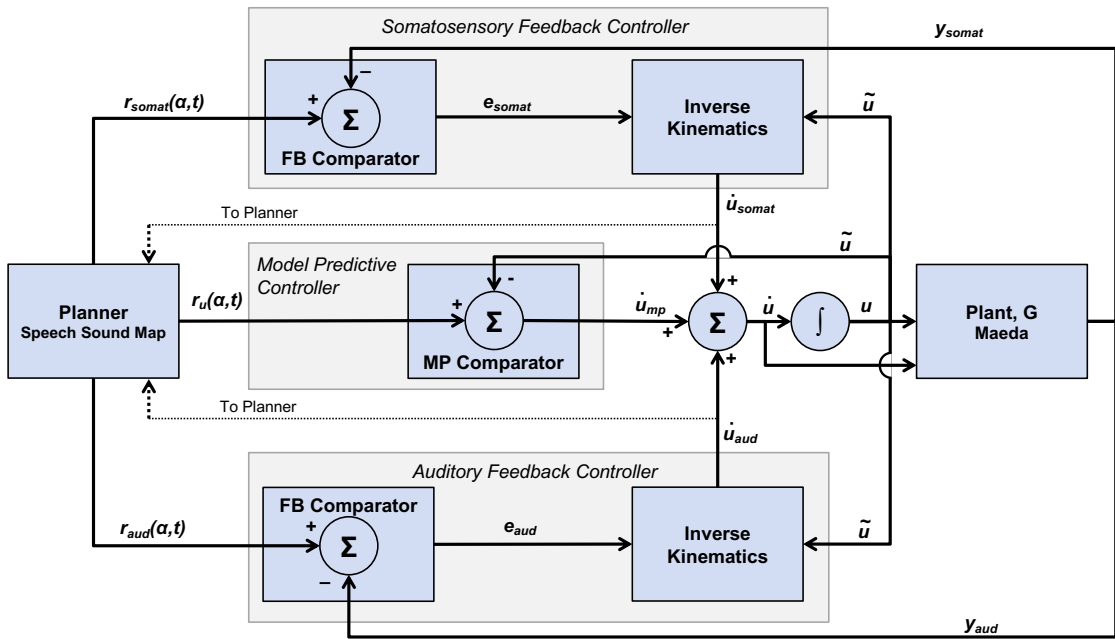 Somatosensory Feedback Controller
y_somat
r_somat(α,t)
+
−
Σ
FB Comparator
e_somat
Inverse
Kinematics
ũ
u̇_somat
To Planner
Model Predictive
Controller
ũ
Planner
Speech Sound Map
r_u(α,t)
+
-
Σ
MP Comparator
u̇_mp
+
+
+
Σ
u̇
∫
u
Plant, G
Maeda
To Planner
u̇_aud
Auditory Feedback Controller
FB Comparator
r_aud(α,t)
+
−
Σ
e_aud
Inverse
Kinematics
ũ
y_aud